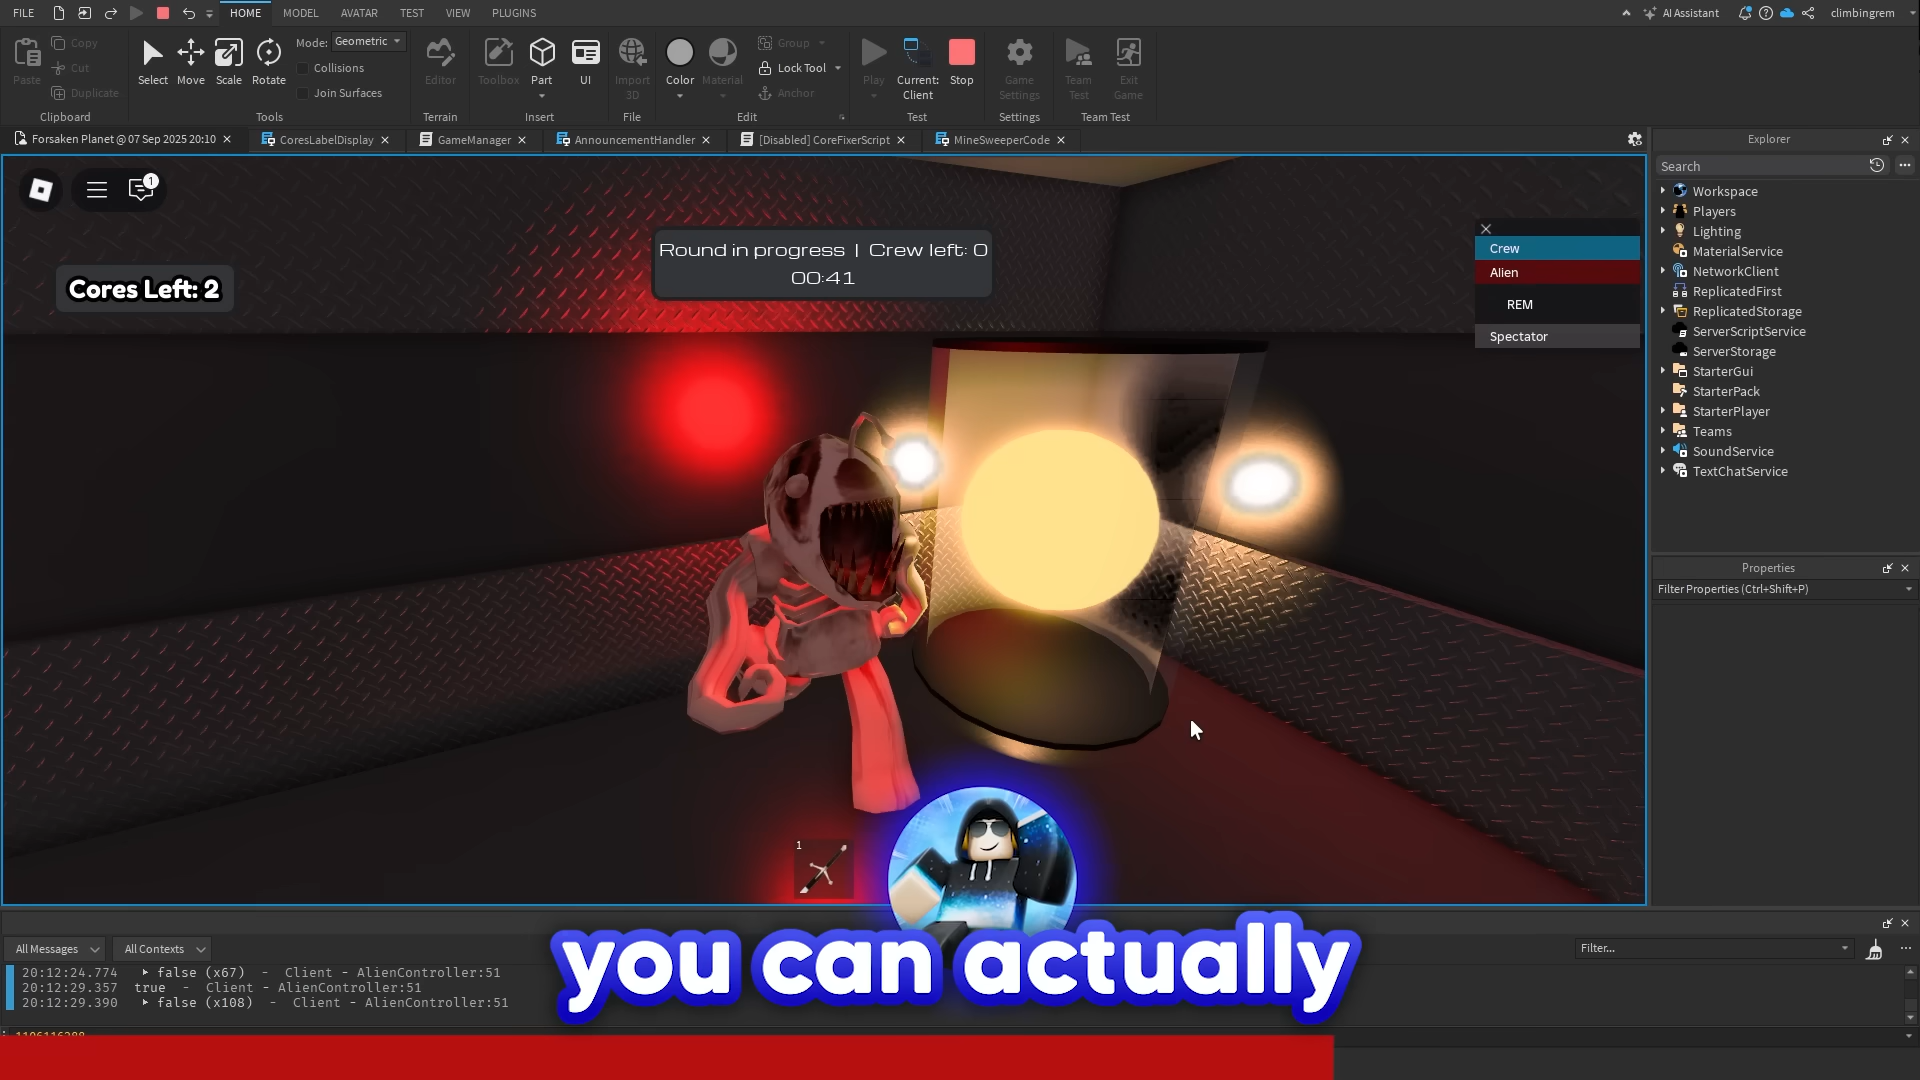 FILE
HOME
MODEL
AVATAR
TEST
VIEW
PLUGINS
AI Assistant
climbingrem
Paste
Copy
Cut
Duplicate
Clipboard
Select
Move
Scale
Rotate
Mode: Geometric
Collisions
Join Surfaces
Tools
Editor
Terrain
Toolbox
Part
UI
Insert
Import
3D
File
Color
Material
Group
Lock Tool
Anchor
Edit
Play
Current:
Client
Stop
Test
Game
Settings
Settings
Team
Test
Exit
Game
Team Test
Forsaken Planet @ 07 Sep 2025 20:10
CoresLabelDisplay
GameManager
AnnouncementHandler
[Disabled] CoreFixerScript
MineSweeperCode
1
Cores Left: 2
Round in progress | Crew left: 0
00:41
Crew
Alien
REM
Spectator
1
Explorer
Search
Workspace
Players
Lighting
MaterialService
NetworkClient
ReplicatedFirst
ReplicatedStorage
ServerScriptService
ServerStorage
StarterGui
StarterPack
StarterPlayer
Teams
SoundService
TextChatService
Properties
Filter Properties (Ctrl+Shift+P)
All Messages
All Contexts
Filter...
20:12:24.774 false (x67) - Client - AlienController:51
20:12:29.357 true - Client - AlienController:51
20:12:29.390 false (x108) - Client - AlienController:51
you can actually